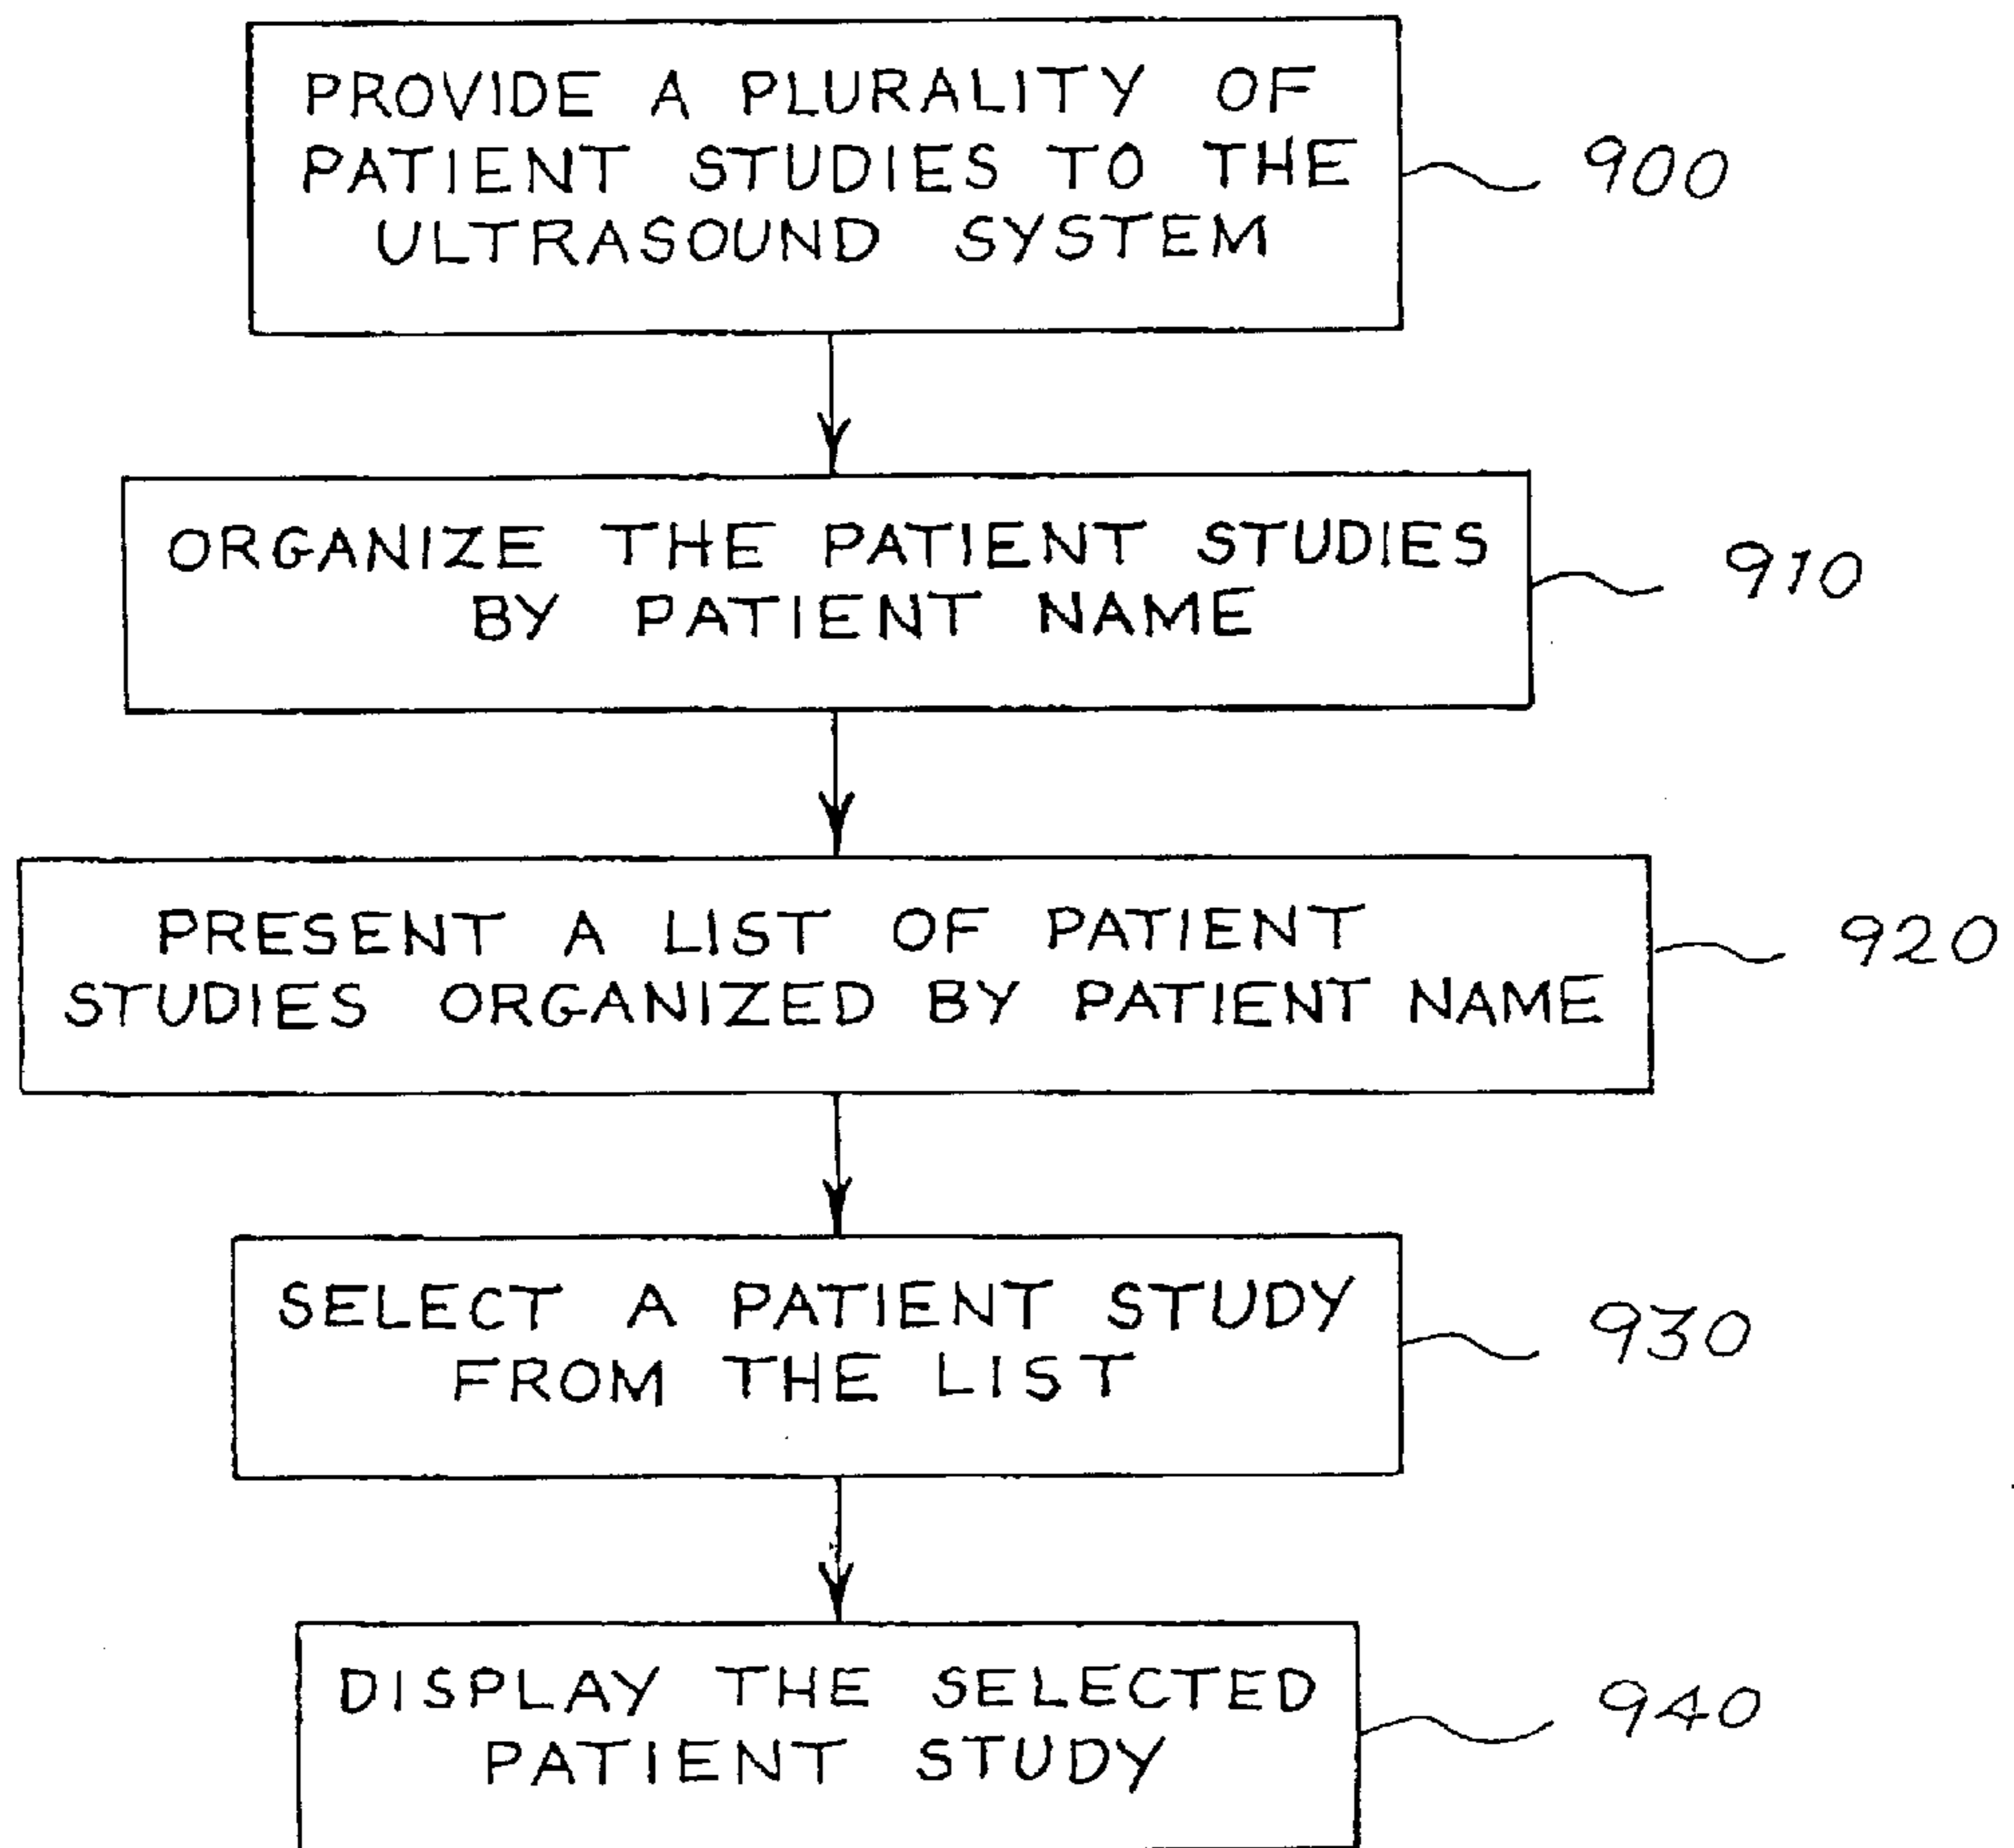 PROVIDE A PLURALITY OF
PATIENT STUDIES TO THE
ULTRASOUND SYSTEM
900
ORGANIZE THE PATIENT STUDIES
BY PATIENT NAME
910
PRESENT A LIST OF PATIENT
STUDIES ORGANIZED BY PATIENT NAME
920
SELECT A PATIENT STUDY
FROM THE LIST
930
DISPLAY THE SELECTED
PATIENT STUDY
940